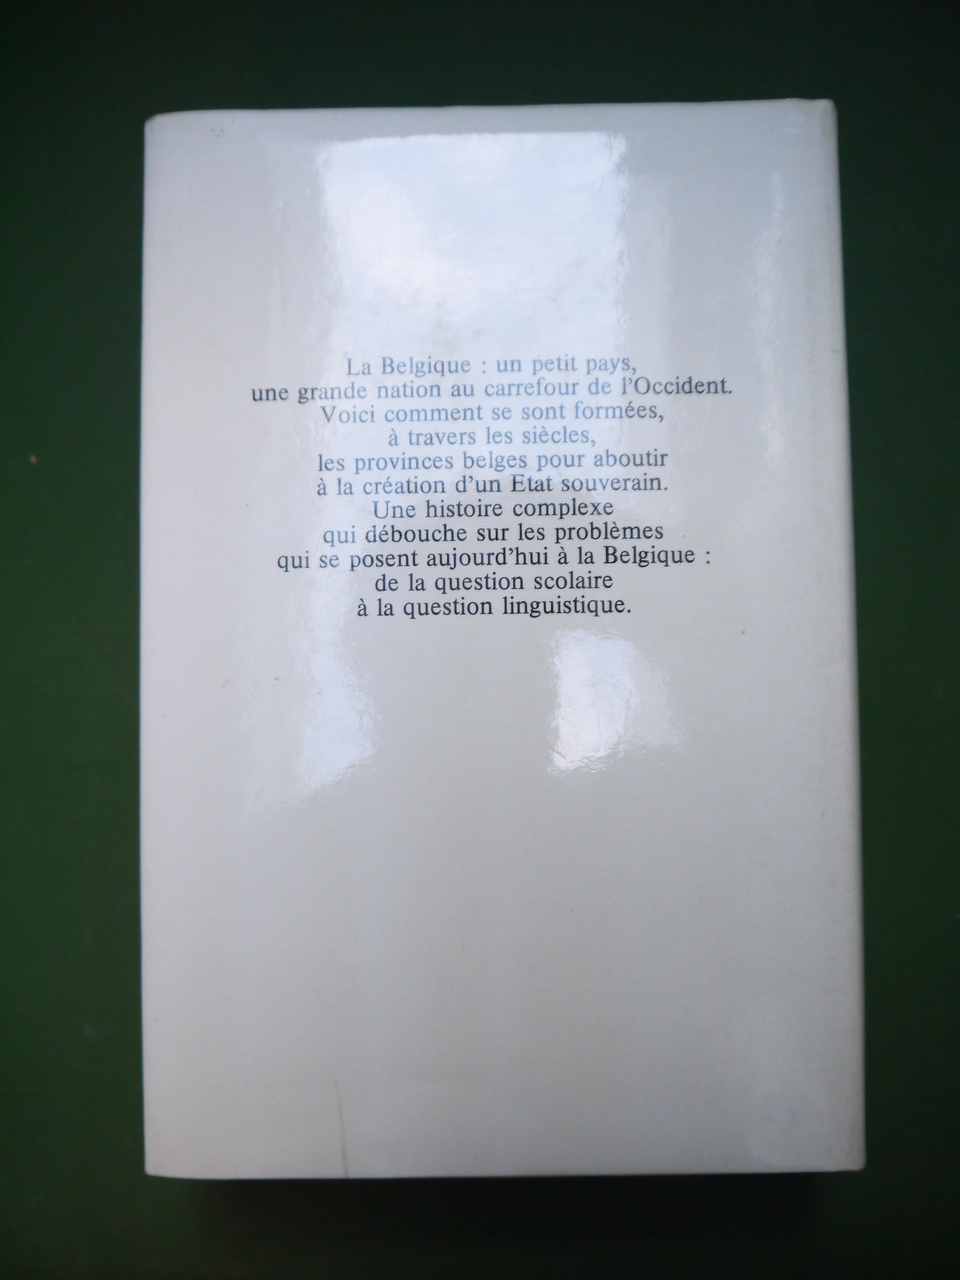 La Belgique : un petit pays,
une grande nation au carrefour de l'Occident.
Voici comment se sont formées,
à travers les siècles,
les provinces belges pour aboutir
à la création d'un Etat souverain.
Une histoire complexe
qui débouche sur les problèmes
qui se posent aujourd'hui à la Belgique :
de la question scolaire
à la question linguistique.